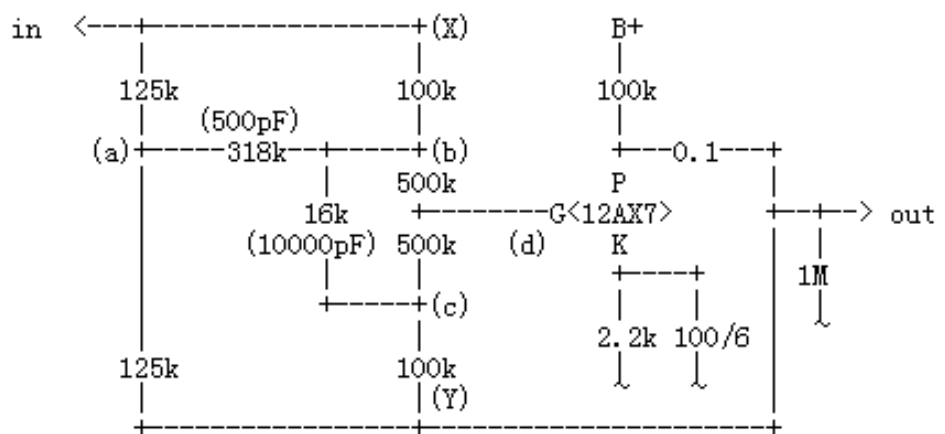 in (X) B+
125k 100k 100k
(500pF)
(a) 318k (b) 0.1
500k P
16k G<12AX7> out
(10000pF) 500k (d) K
1M
(c)
2.2k 100/6
125k 100k
(Y)